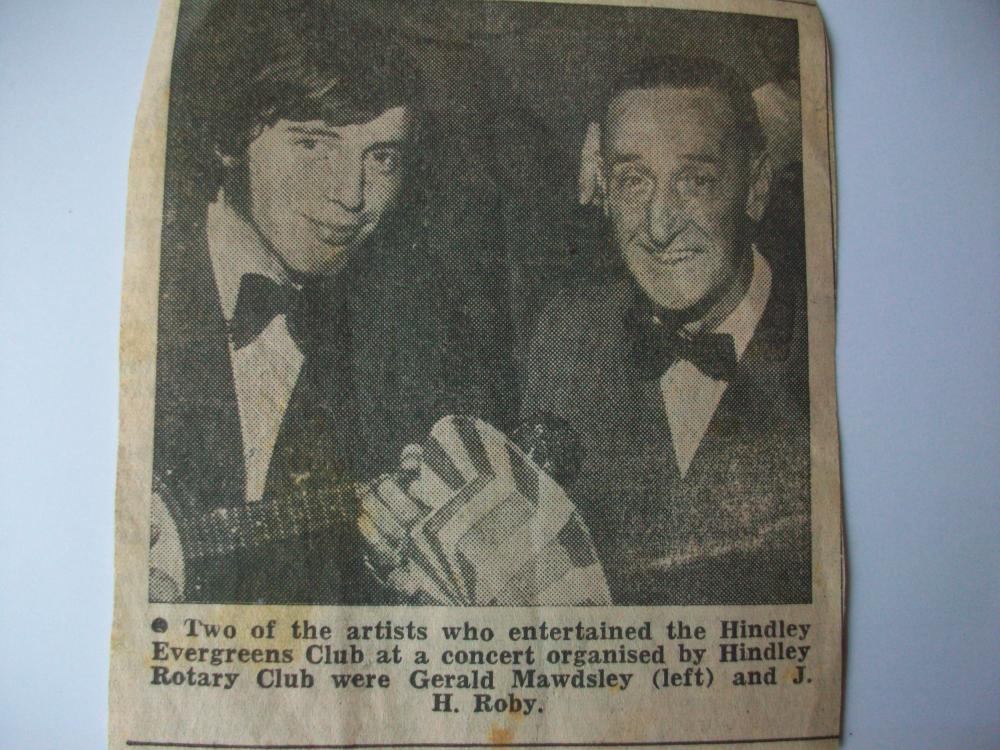 ● Two of the artists who entertained the Hindley
Evergreens Club at a concert organised by Hindley
Rotary Club were Gerald Mawdsley (left) and J.
H. Roby.